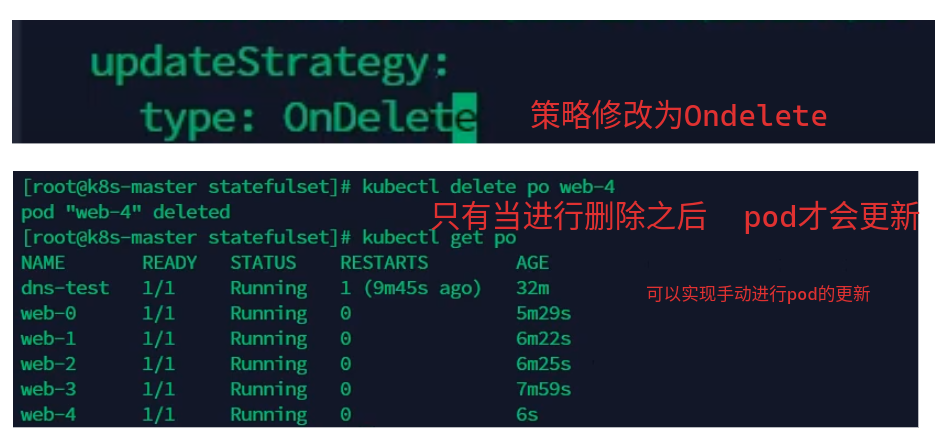 updateStrategy:
type: OnDelete
策略修改为Ondelete
[root@k8s-master statefulset]# kubectl delete po web-4
pod "web-4" deleted
只有当进行删除之后 pod才会更新
[root@k8s-master statefulset]# kubectl get po
NAME READY STATUS RESTARTS AGE
dns-test 1/1 Running 1 (9m45s ago) 32m
可以实现手动进行pod的更新
web-0 1/1 Running 0 5m29s
web-1 1/1 Running 0 6m22s
web-2 1/1 Running 0 6m25s
web-3 1/1 Running 0 7m59s
web-4 1/1 Running 0 6s